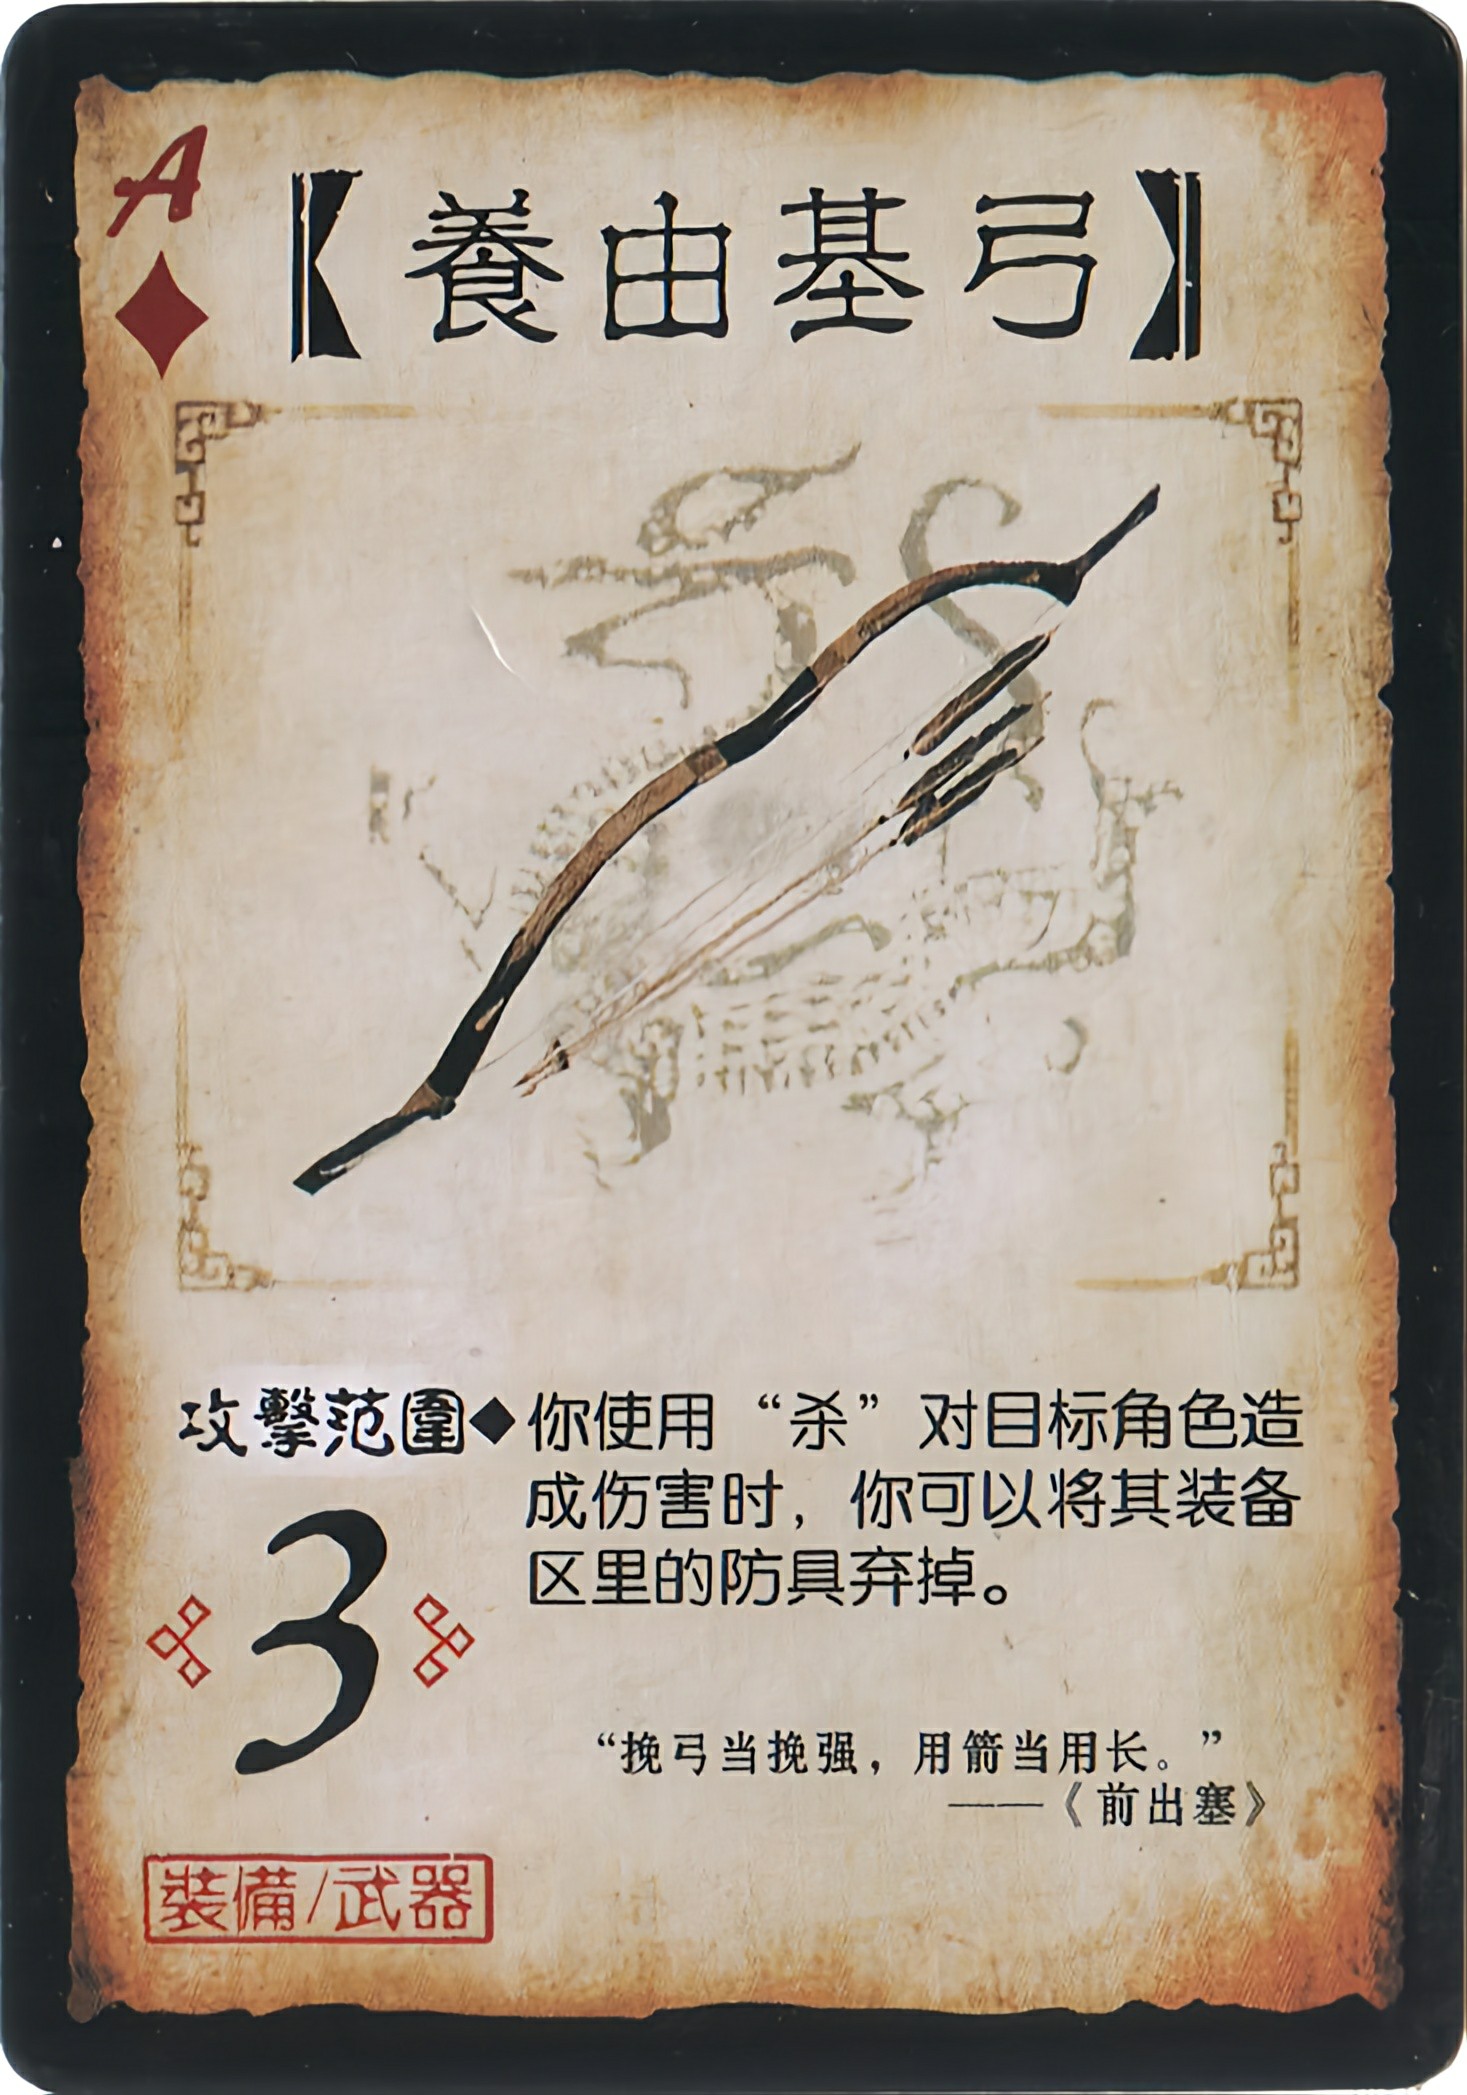 A
【養由基弓】
攻擊范圍
3
◆你使用“杀”对目标角色造
成伤害时，你可以将其装备
区里的防具弃掉。
“挽弓当挽强，用箭当用长。”
——《前出塞》
裝備/武器